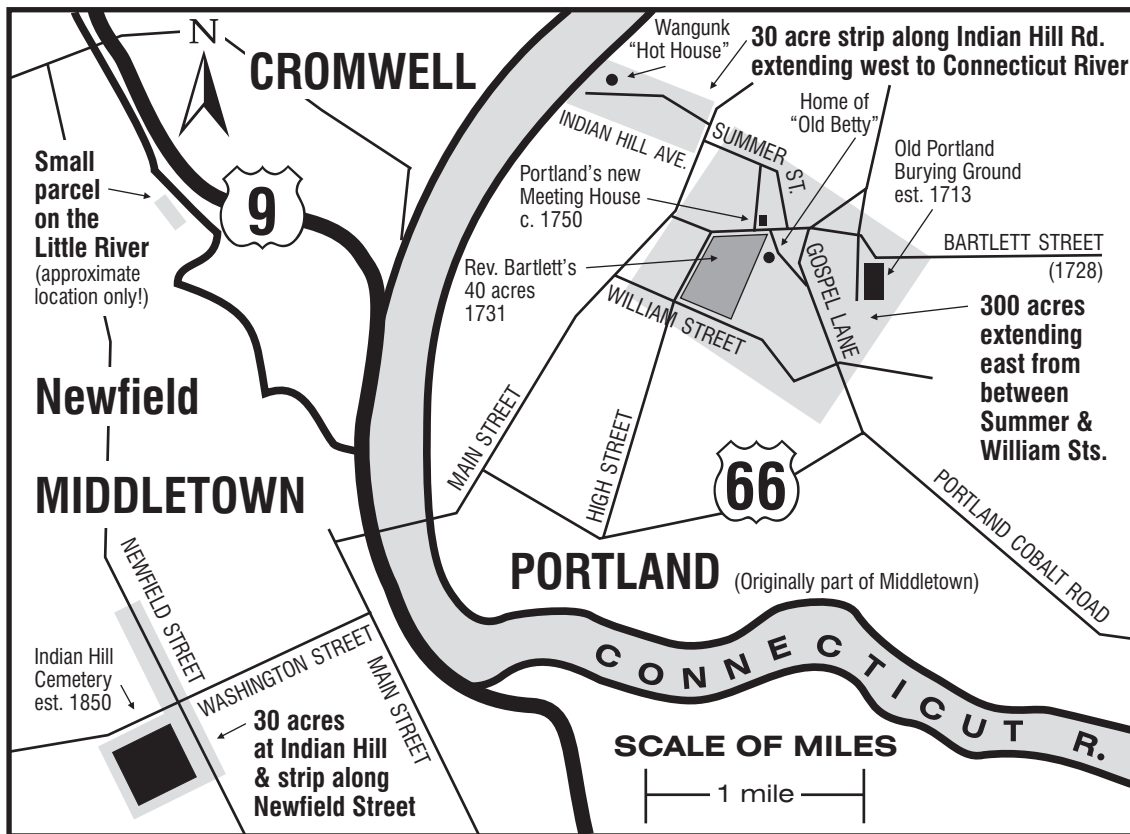 N
CROMWELL
Wangunk
“Hot House”
30 acre strip along Indian Hill Rd.
extending west to Connecticut River
Home of
“Old Betty”
INDIAN HILL AVE.
SUMMER ST.
Old Portland
Burying Ground
est. 1713
Small
parcel
on the
Little River
(approximate
location only!)
9
Portland’s new
Meeting House
c. 1750
BARTLETT STREET
(1728)
Rev. Bartlett’s
40 acres
1731
GOSPEL LANE
WILLIAM STREET
300 acres
extending
east from
between
Summer &
William Sts.
Newfield
MIDDLETOWN
MAIN STREET
HIGH STREET
66
PORTLAND COBALT ROAD
PORTLAND (Originally part of Middletown)
NEWFIELD STREET
WASHINGTON STREET
MAIN STREET
Indian Hill
Cemetery
est. 1850
30 acres
at Indian Hill
& strip along
Newfield Street
CONNECTICUT R.
SCALE OF MILES
1 mile